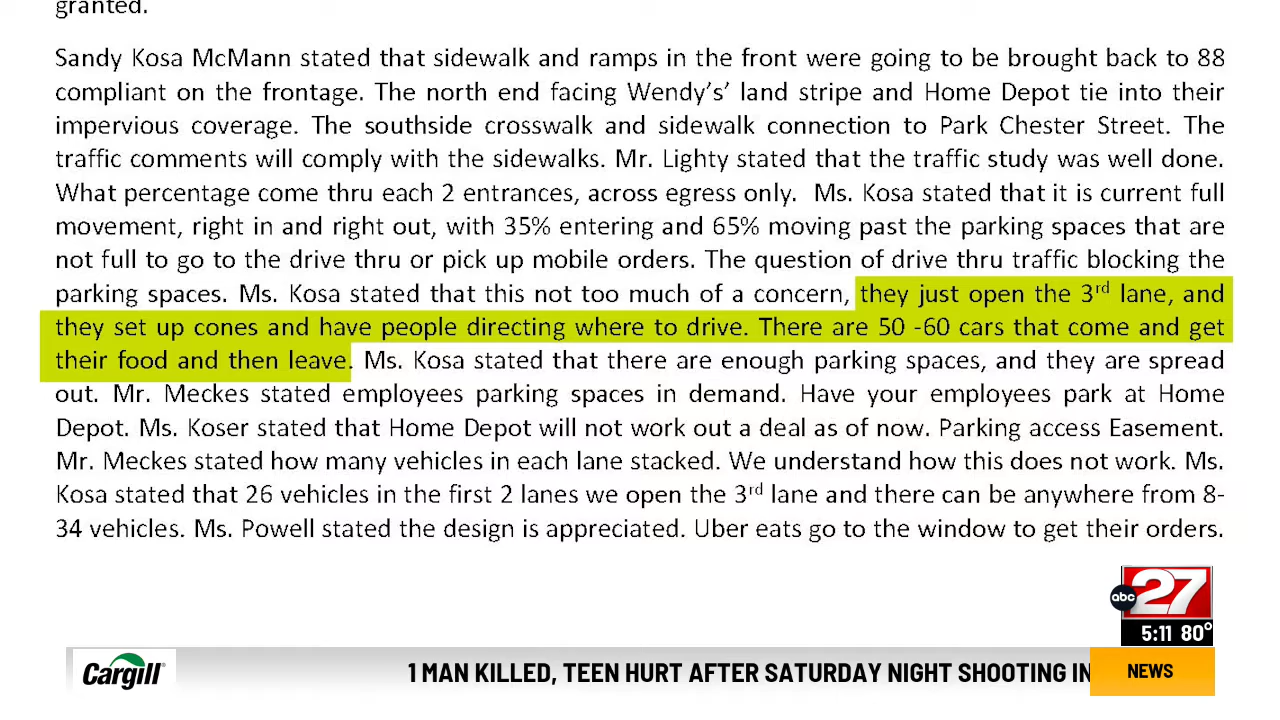 granted.
Sandy Kosa McMann stated that sidewalk and ramps in the front were going to be brought back to 88
compliant on the frontage. The north end facing Wendy's' land stripe and Home Depot tie into their
impervious coverage. The southside crosswalk and sidewalk connection to Park Chester Street. The
traffic comments will comply with the sidewalks. Mr. Lighty stated that the traffic study was well done.
What percentage come thru each 2 entrances, across egress only. Ms. Kosa stated that it is current full
movement, right in and right out, with 35% entering and 65% moving past the parking spaces that are
not full to go to the drive thru or pick up mobile orders. The question of drive thru traffic blocking the
parking spaces. Ms. Kosa stated that this not too much of a concern, they just open the 3rd lane, and
they set up cones and have people directing where to drive. There are 50 -60 cars that come and get
their food and then leave. Ms. Kosa stated that there are enough parking spaces, and they are spread
out. Mr. Meckes stated employees parking spaces in demand. Have your employees park at Home
Depot. Ms. Koser stated that Home Depot will not work out a deal as of now. Parking access Easement.
Mr. Meckes stated how many vehicles in each lane stacked. We understand how this does not work. Ms.
Kosa stated that 26 vehicles in the first 2 lanes we open the 3rd lane and there can be anywhere from 8-
34 vehicles. Ms. Powell stated the design is appreciated. Uber eats go to the window to get their orders.
abc 27
5:11 80°
Cargill
1 MAN KILLED, TEEN HURT AFTER SATURDAY NIGHT SHOOTING IN
NEWS